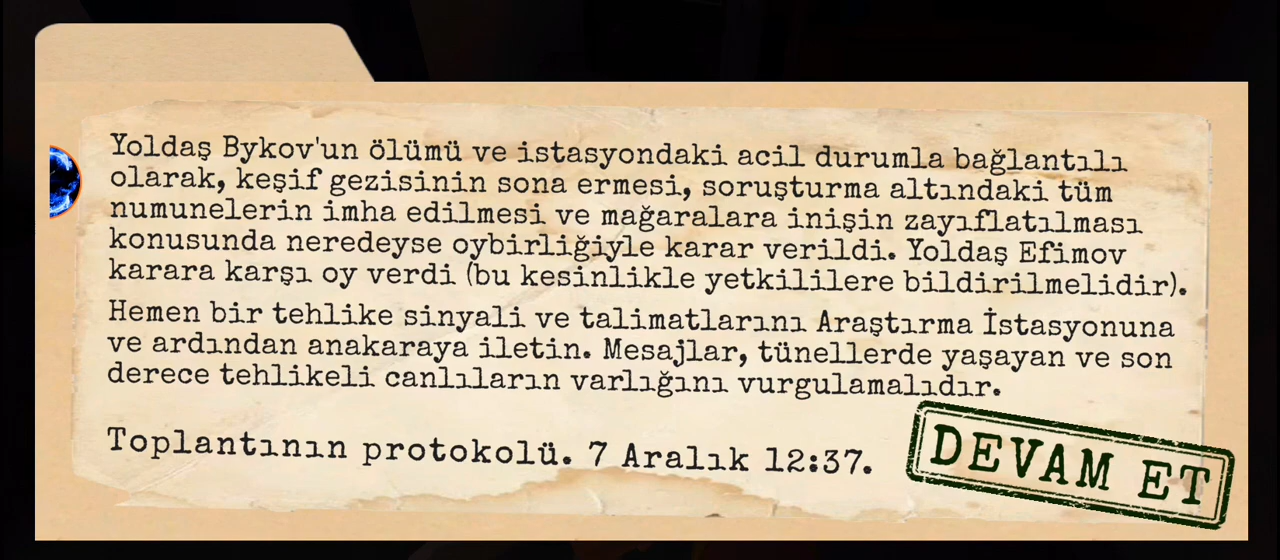 Yoldaş Bykov'un ölümü ve istasyondaki acil durumla bağlantılı
olarak, keşif gezisinin sona ermesi, soruşturma altındaki tüm
numunelerin imha edilmesi ve mağaralara inişin zayıflatılması
konusunda neredeyse oybirliğiyle karar verildi. Yoldaş Efimov
karara karşı oy verdi (bu kesinlikle yetkililere bildirilmelidir).
Hemen bir tehlike sinyali ve talimatlarını Araştırma İstasyonuna
ve ardından anakaraya iletin. Mesajlar, tünellerde yaşayan ve son
derece tehlikeli canlıların varlığını vurgulamalıdır.
Toplantının protokolü. 7 Aralık 12:37.
DEVAM ET